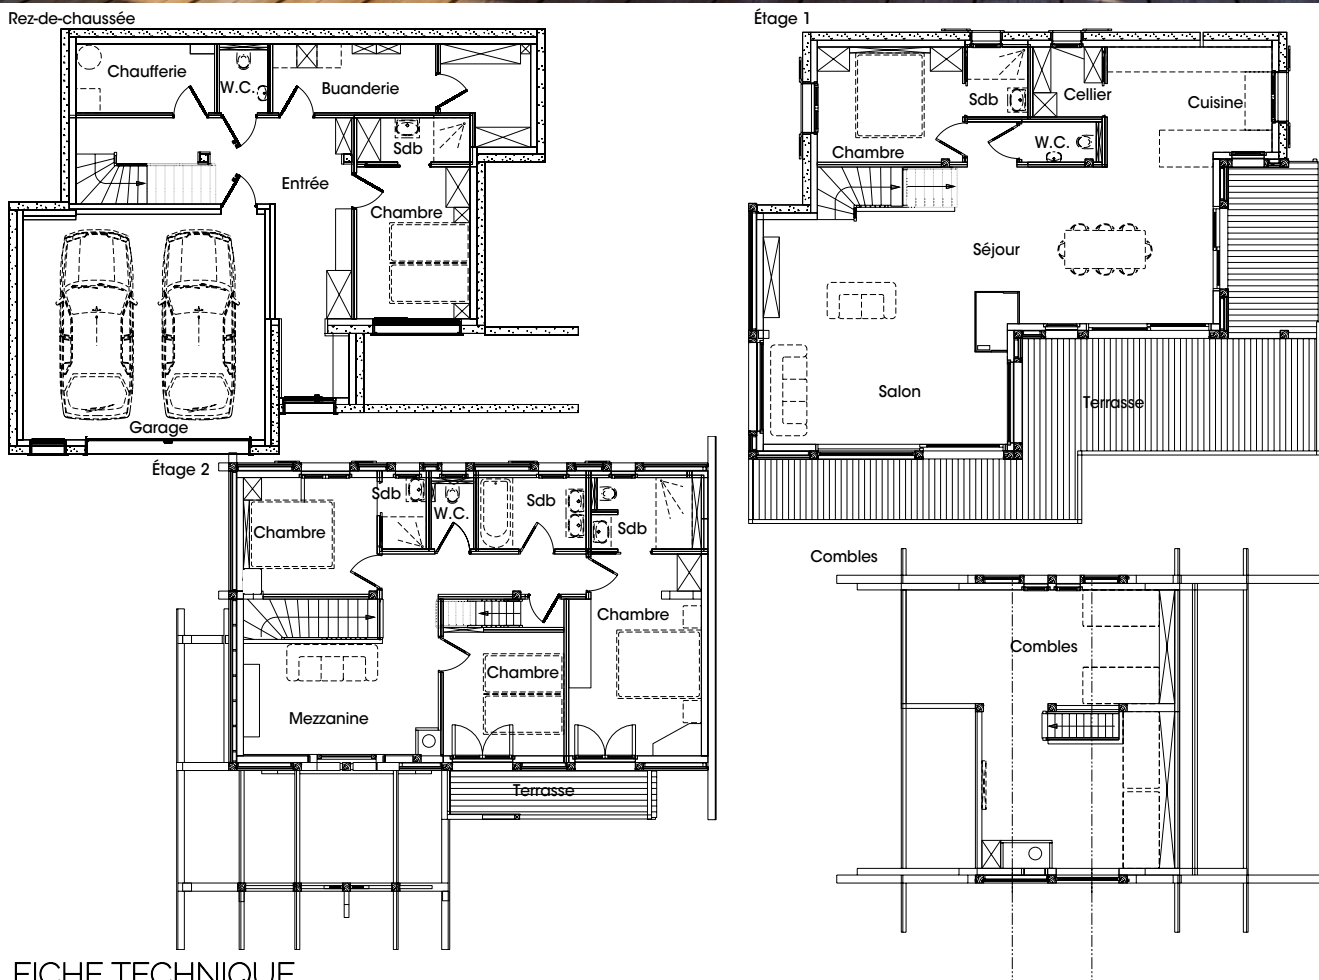 Rez-de-chaussée
Chaufferie
W.C.
Buanderie
Sdb
Entrée
Chambre
Garage
Étage 1
Sdb
Cellier
Cuisine
Chambre
W.C.
Séjour
Salon
Terrasse
Étage 2
Sdb
W.C.
Sdb
Sdb
Chambre
Chambre
Chambre
Mezzanine
Terrasse
Combles
Combles
FICHE TECHNIQUE